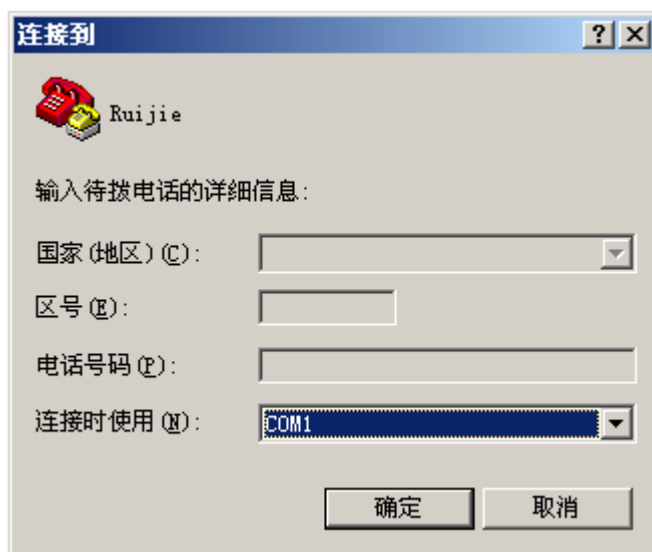 连接到
Ruijie
输入待拨电话的详细信息:
国家(地区)(C):
区号(E):
电话号码(P):
连接时使用(N): COM1
确定 取消